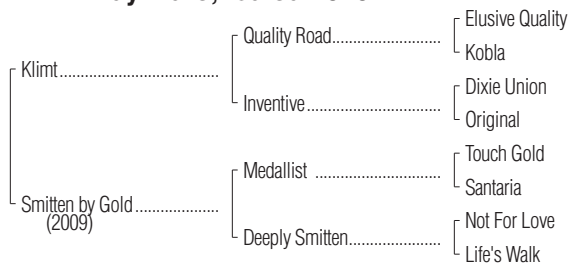 Elusive Quality
Quality Road
Kobla
Klimt
Dixie Union
Inventive
Original
Touch Gold
Medallist
Santaria
Smitten by Gold
(2009)
Not For Love
Deeply Smitten
Life's Walk